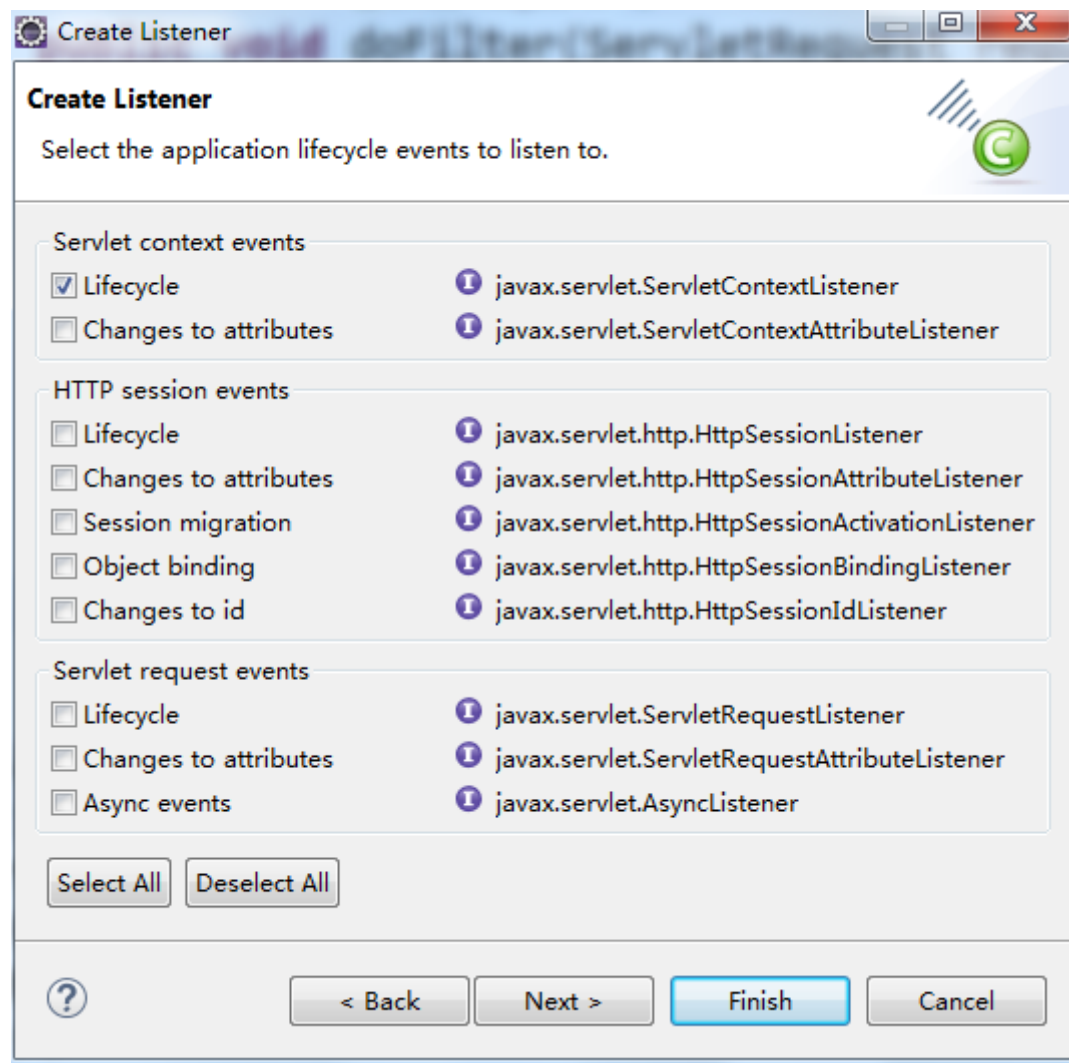 Create Listener
void doFilter(ServletRequest
Create Listener
Select the application lifecycle events to listen to.
Servlet context events
Lifecycle javax.servlet.ServletContextListener
Changes to attributes javax.servlet.ServletContextAttributeListener
HTTP session events
Lifecycle javax.servlet.http.HttpSessionListener
Changes to attributes javax.servlet.http.HttpSessionAttributeListener
Session migration javax.servlet.http.HttpSessionActivationListener
Object binding javax.servlet.http.HttpSessionBindingListener
Changes to id javax.servlet.http.HttpSessionIdListener
Servlet request events
Lifecycle javax.servlet.ServletRequestListener
Changes to attributes javax.servlet.ServletRequestAttributeListener
Async events javax.servlet.AsyncListener
Select All Deselect All
? < Back Next > Finish Cancel